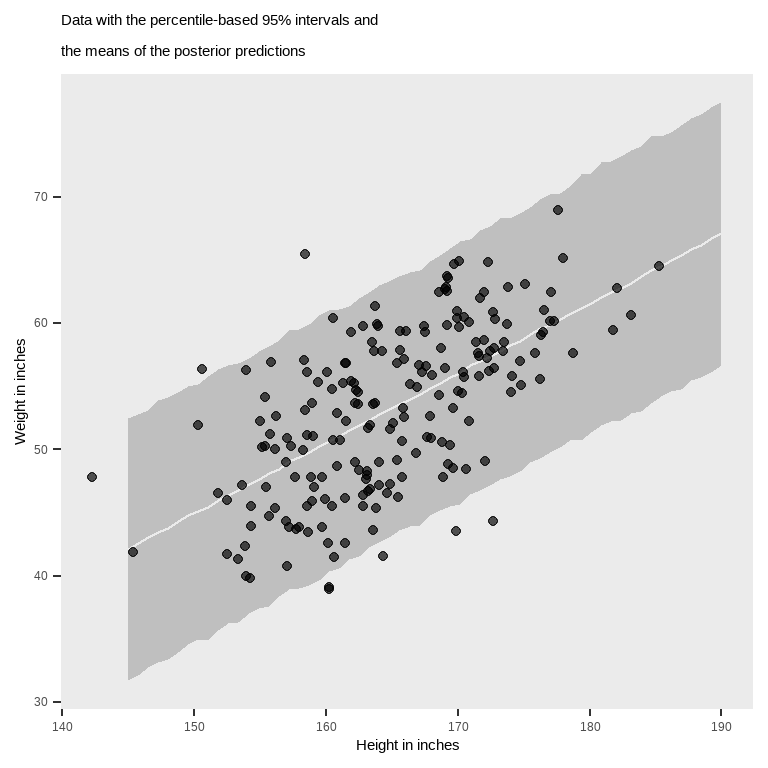 Data with the percentile-based 95% intervals and
the means of the posterior predictions
Weight in inches
70
60
50
40
30
140 150 160 170 180 190
Height in inches